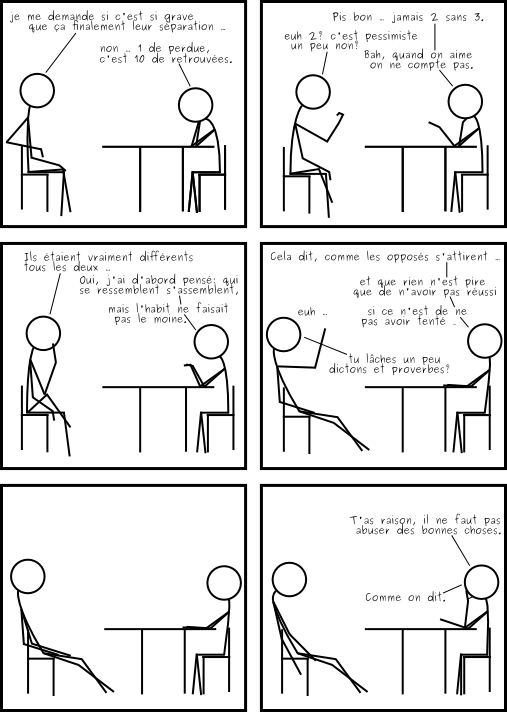 je me demande si c'est si grave
que ça finalement leur séparation ..
non .. 1 de perdue,
c'est 10 de retrouvées.
Pis bon .. jamais 2 sans 3.
euh 2? c'est pessimiste
un peu non?
Bah, quand on aime
on ne compte pas.
Ils étaient vraiment différents
tous les deux ..
Oui, j'ai d'abord pensé: qui
se ressemblent s'assemblent,
mais l'habit ne faisait
pas le moine.
Cela dit, comme les opposés s'attirent ..
et que rien n'est pire
que de n'avoir pas réussi
euh ..
si ce n'est de ne
pas avoir tenté ..
tu lâches un peu
dictons et proverbes?
T'as raison, il ne faut pas
abuser des bonnes choses.
Comme on dit.